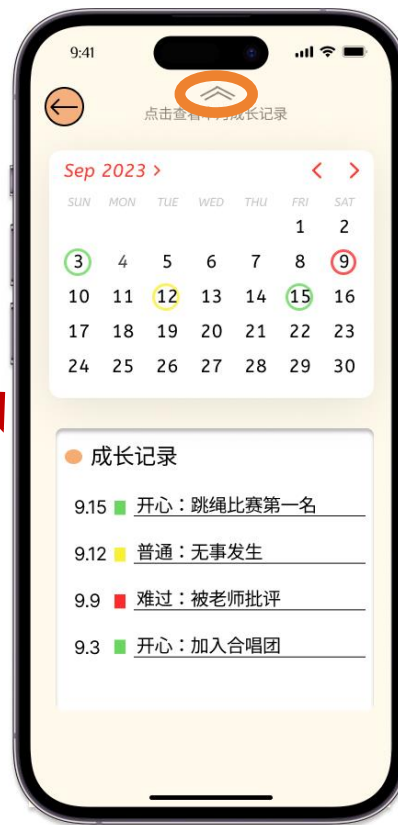 9:41
点击查看本月成长记录
Sep 2023 >
SUN MON TUE WED THU FRI SAT
1 2
3 4 5 6 7 8 9
10 11 12 13 14 15 16
17 18 19 20 21 22 23
24 25 26 27 28 29 30
成长记录
9.15 开心：跳绳比赛第一名
9.12 普通：无事发生
9.9 难过：被老师批评
9.3 开心：加入合唱团